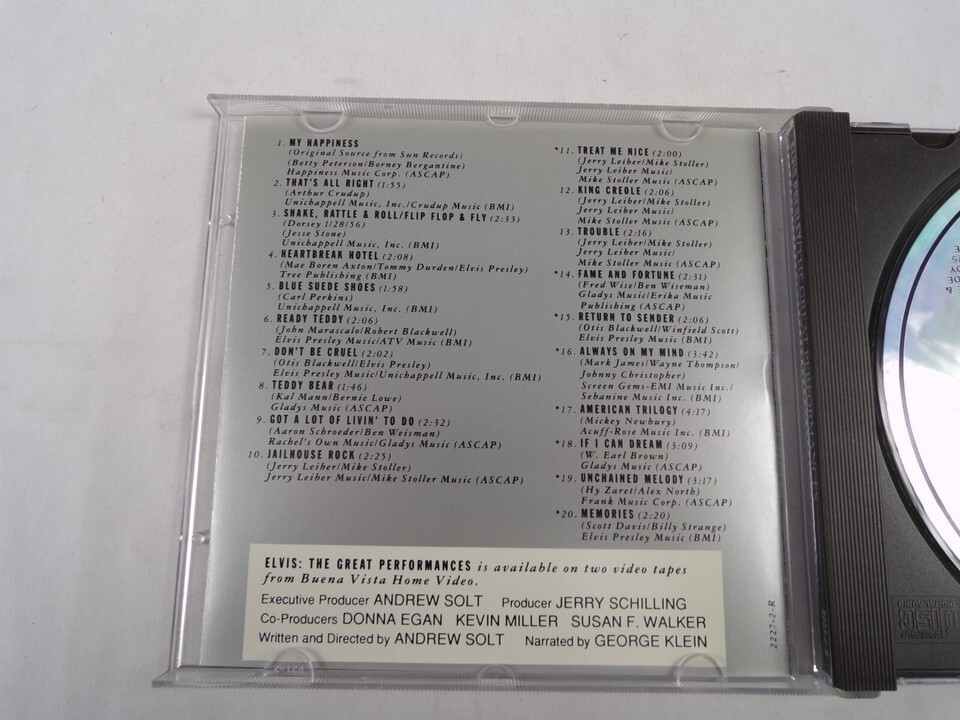 1. MY HAPPINESS
(Original Source from Sun Records)
(Betty Peterson/Borney Bergantine)
Happiness Music Corp. (ASCAP)
2. THAT'S ALL RIGHT (1:55)
(Arthur Crudup)
Unichappell Music, Inc./Crudup Music (BMI)
3. SHAKE, RATTLE & ROLL/FLIP FLOP & FLY (2:33)
(Dorsey 1/28/56)
(Jesse Stone)
Unichappell Music, Inc. (BMI)
4. HEARTBREAK HOTEL (2:08)
(Mae Boren Axton/Tommy Durden/Elvis Presley)
Tree Publishing (BMI)
5. BLUE SUEDE SHOES (1:58)
(Carl Perkins)
Unichappell Music, Inc. (BMI)
6. READY TEDDY (2:06)
(John Marascalo/Robert Blackwell)
Elvis Presley Music/ATV Music (BMI)
7. DON'T BE CRUEL (2:02)
(Otis Blackwell/Elvis Presley)
Elvis Presley Music/Unichappell Music, Inc. (BMI)
8. TEDDY BEAR (1:46)
(Kal Mann/Bernie Lowe)
Gladys Music (ASCAP)
9. GOT A LOT OF LIVIN' TO DO (2:32)
(Aaron Schroeder/Ben Weisman)
Rachel's Own Music/Gladys Music (ASCAP)
10. JAILHOUSE ROCK (2:25)
(Jerry Leiber/Mike Stoller)
Jerry Leiber Music/Mike Stoller Music (ASCAP)
*11. TREAT ME NICE (2:00)
(Jerry Leiber/Mike Stoller)
Jerry Leiber Music/
Mike Stoller Music (ASCAP)
12. KING CREOLE (2:06)
(Jerry Leiber/Mike Stoller)
Jerry Leiber Music/
Mike Stoller Music (ASCAP)
13. TROUBLE (2:16)
(Jerry Leiber/Mike Stoller)
Jerry Leiber Music/
Mike Stoller Music (ASCAP)
*14. FAME AND FORTUNE (2:31)
(Fred Wise/Ben Wiseman)
Gladys Music/Erika Music
Publishing (ASCAP)
*15. RETURN TO SENDER (2:06)
(Otis Blackwell/Winfield Scott)
Elvis Presley Music (BMI)
*16. ALWAYS ON MY MIND (3:42)
(Mark James/Wayne Thompson/
Johnny Christopher)
Screen Gems-EMI Music Inc./
Sebanine Music Inc. (BMI)
*17. AMERICAN TRILOGY (4:17)
(Mickey Newbury)
Acuff-Rose Music Inc. (BMI)
*18. IF I CAN DREAM (3:09)
(W. Earl Brown)
Gladys Music (ASCAP)
*19. UNCHAINED MELODY (3:17)
(Hy Zaret/Alex North)
Frank Music Corp. (ASCAP)
*20. MEMORIES (2:20)
(Scott Davis/Billy Strange)
Elvis Presley Music (BMI)
ELVIS: THE GREAT PERFORMANCES is available on two video tapes
from Buena Vista Home Video.
Executive Producer ANDREW SOLT Producer JERRY SCHILLING
Co-Producers DONNA EGAN KEVIN MILLER SUSAN F. WALKER
Written and Directed by ANDREW SOLT Narrated by GEORGE KLEIN
2227-2-R